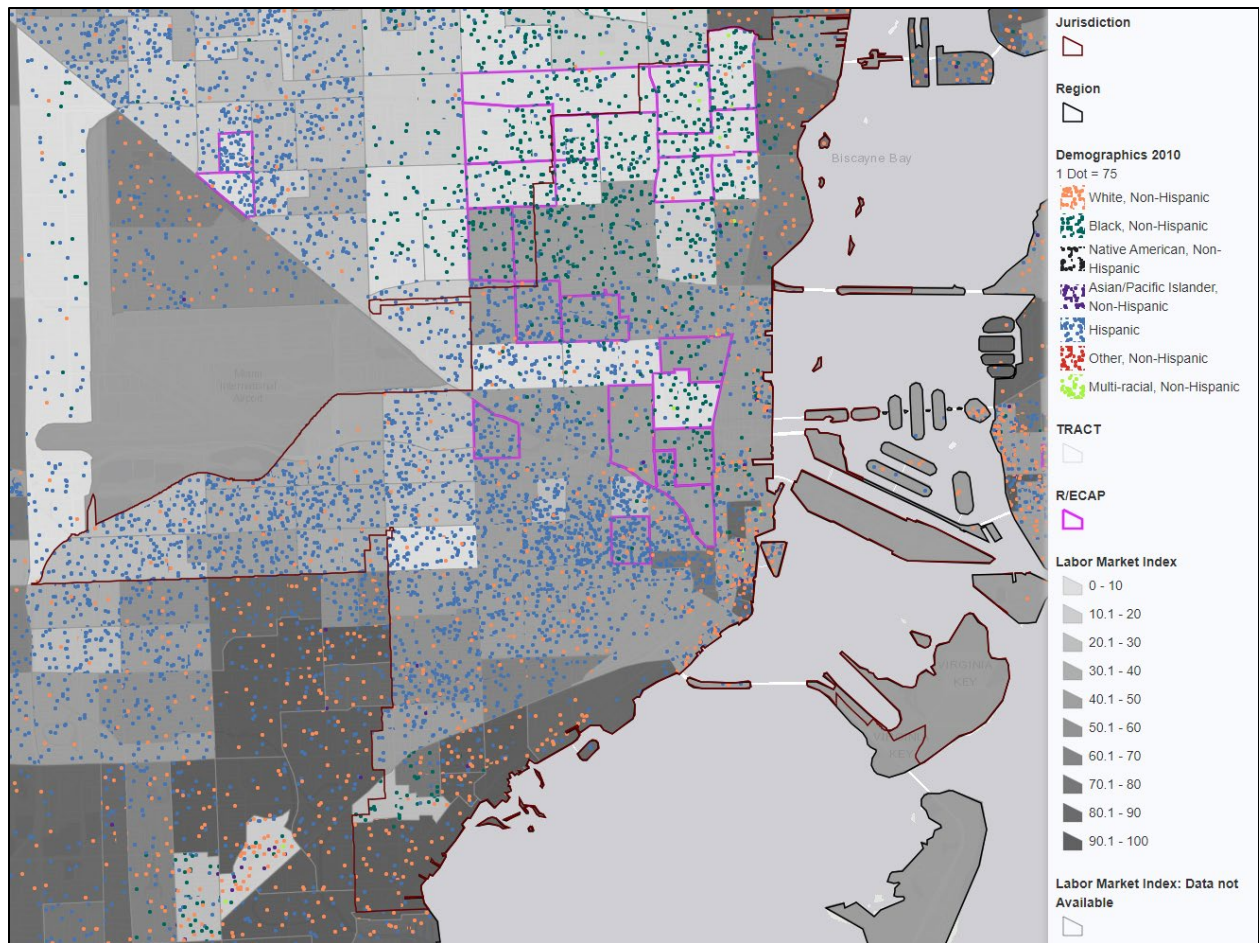 Biscayne Bay
Miami
International
VIRGINIA
KEY
Jurisdiction
Region
Demographics 2010
1 Dot = 75
White, Non-Hispanic
Black, Non-Hispanic
Native American, Non-
Hispanic
Asian/Pacific Islander,
Non-Hispanic
Hispanic
Other, Non-Hispanic
Multi-racial, Non-Hispanic
TRACT
R/ECAP
Labor Market Index
0 - 10
10.1 - 20
20.1 - 30
30.1 - 40
40.1 - 50
50.1 - 60
60.1 - 70
70.1 - 80
80.1 - 90
90.1 - 100
Labor Market Index: Data not
Available